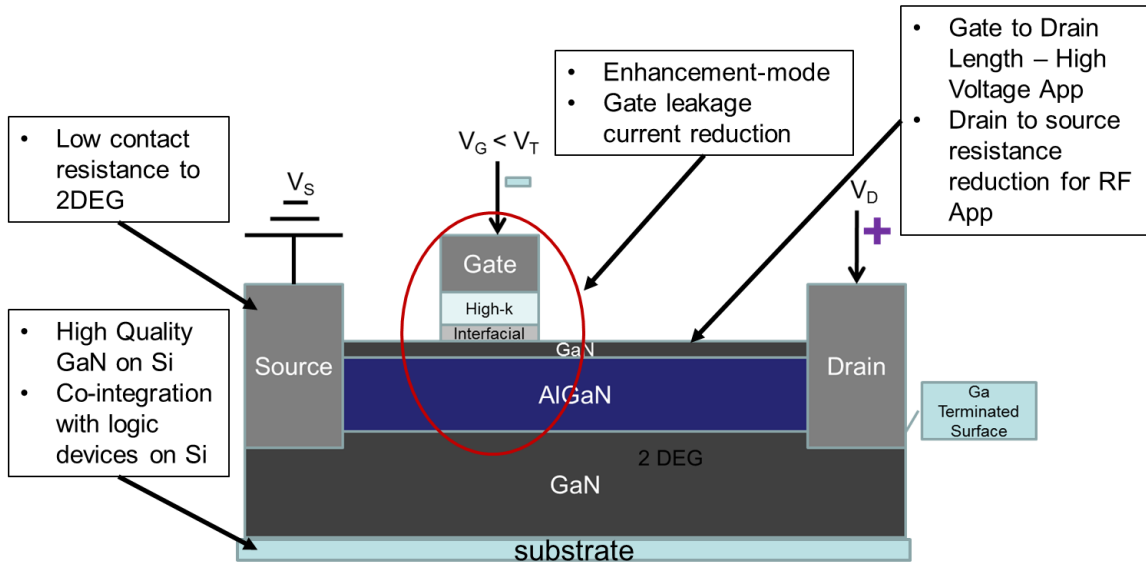 • Gate to Drain
Length – High
Voltage App
• Drain to source
resistance
reduction for RF
App
• Enhancement-mode
• Gate leakage
current reduction
• Low contact
resistance to
2DEG
V_G < V_T
V_S
V_D
Gate
High-k
Interfacial
• High Quality
GaN on Si
• Co-integration
with logic
devices on Si
Source
GaN
Drain
AlGaN
Ga
Terminated
Surface
2 DEG
GaN
substrate